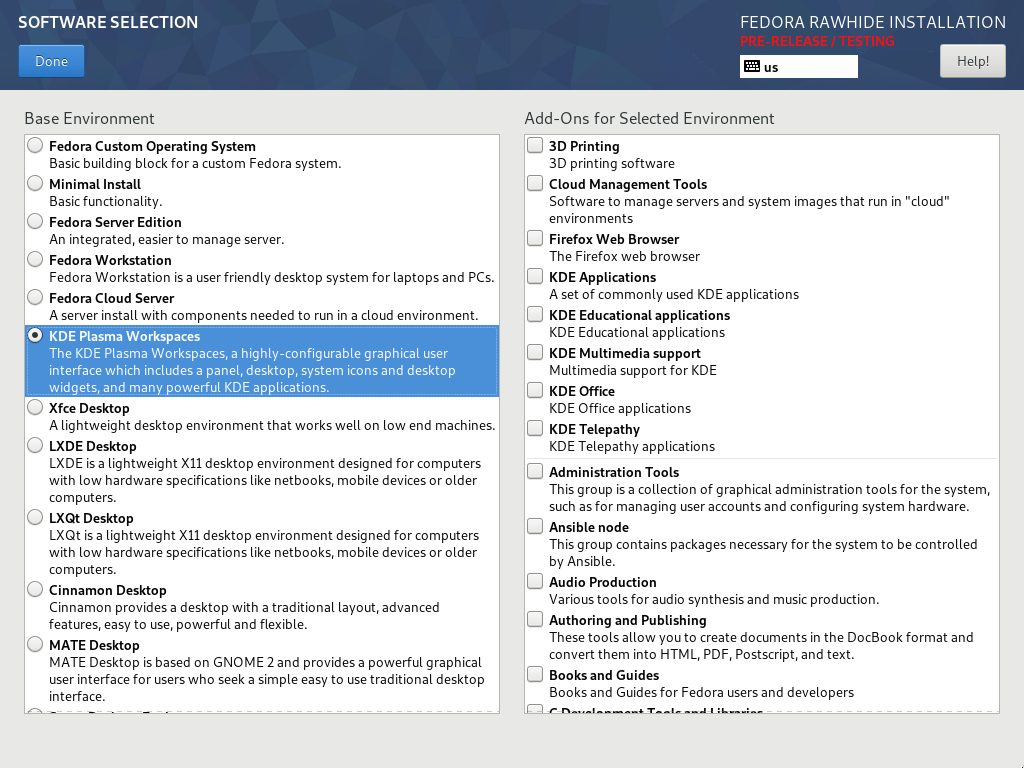 SOFTWARE SELECTION
Done
FEDORA RAWHIDE INSTALLATION
PRE-RELEASE / TESTING
us
Help!
Base Environment
Fedora Custom Operating System
Basic building block for a custom Fedora system.
Minimal Install
Basic functionality.
Fedora Server Edition
An integrated, easier to manage server.
Fedora Workstation
Fedora Workstation is a user friendly desktop system for laptops and PCs.
Fedora Cloud Server
A server install with components needed to run in a cloud environment.
KDE Plasma Workspaces
The KDE Plasma Workspaces, a highly-configurable graphical user
interface which includes a panel, desktop, system icons and desktop
widgets, and many powerful KDE applications.
Xfce Desktop
A lightweight desktop environment that works well on low end machines.
LXDE Desktop
LXDE is a lightweight X11 desktop environment designed for computers
with low hardware specifications like netbooks, mobile devices or older
computers.
LXQt Desktop
LXQt is a lightweight X11 desktop environment designed for computers
with low hardware specifications like netbooks, mobile devices or older
computers.
Cinnamon Desktop
Cinnamon provides a desktop with a traditional layout, advanced
features, easy to use, powerful and flexible.
MATE Desktop
MATE Desktop is based on GNOME 2 and provides a powerful graphical
user interface for users who seek a simple easy to use traditional desktop
interface.
Add-Ons for Selected Environment
3D Printing
3D printing software
Cloud Management Tools
Software to manage servers and system images that run in "cloud"
environments
Firefox Web Browser
The Firefox web browser
KDE Applications
A set of commonly used KDE applications
KDE Educational applications
KDE Educational applications
KDE Multimedia support
Multimedia support for KDE
KDE Office
KDE Office applications
KDE Telepathy
KDE Telepathy applications
Administration Tools
This group is a collection of graphical administration tools for the system,
such as for managing user accounts and configuring system hardware.
Ansible node
This group contains packages necessary for the system to be controlled
by Ansible.
Audio Production
Various tools for audio synthesis and music production.
Authoring and Publishing
These tools allow you to create documents in the DocBook format and
convert them into HTML, PDF, Postscript, and text.
Books and Guides
Books and Guides for Fedora users and developers
C Development Tools and Libraries